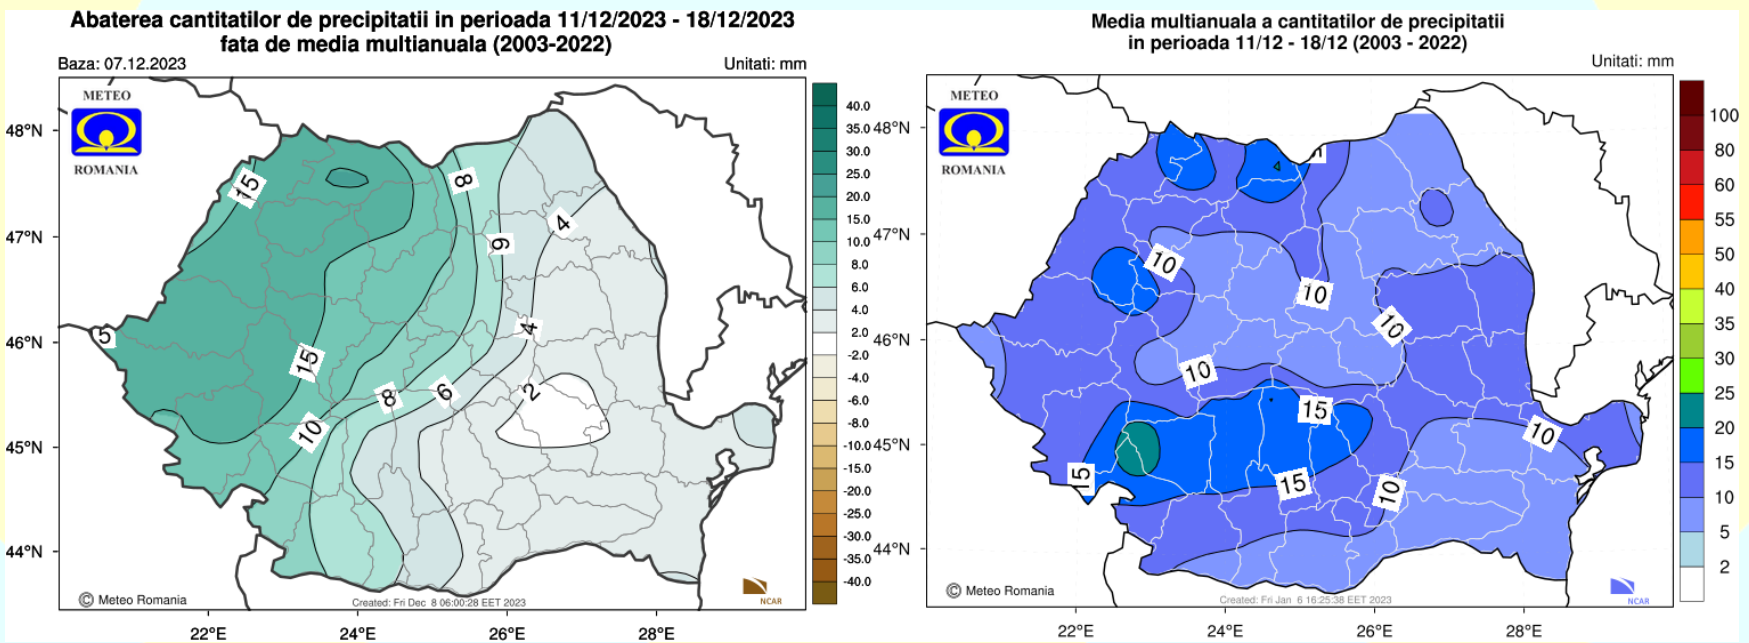 Abaterea cantitatilor de precipitatii in perioada 11/12/2023 - 18/12/2023
fata de media multianuala (2003-2022)
Baza: 07.12.2023
Unitati: mm
METEO
ROMANIA
48°N
47°N
46°N
45°N
44°N
15
8
9
4
5
15
4
8
6
2
10
40.0
35.0
30.0
25.0
20.0
15.0
10.0
8.0
6.0
4.0
2.0
-2.0
-4.0
-6.0
-8.0
-10.0
-15.0
-20.0
-25.0
-30.0
-35.0
-40.0
© Meteo Romania
Created: Fri Dec 8 06:00:28 EET 2023
NCAR
22°E
24°E
26°E
28°E
Media multianuala a cantitatilor de precipitatii
in perioada 11/12 - 18/12 (2003 - 2022)
Unitati: mm
METEO
ROMANIA
48°N
47°N
46°N
45°N
44°N
10
10
10
10
15
10
15
15
10
100
80
60
55
50
40
35
30
25
20
15
10
5
2
© Meteo Romania
Created: Fri Jan 6 16:25:38 EET 2023
NCAR
22°E
24°E
26°E
28°E